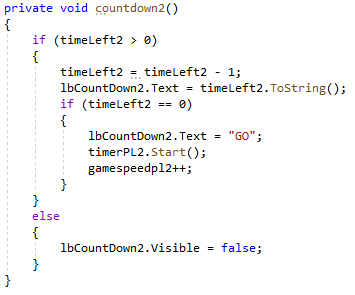 private void countdown2()
{
    if (timeLeft2 > 0)
    {
        timeLeft2 = timeLeft2 - 1;
        lbCountDown2.Text = timeLeft2.ToString();
        if (timeLeft2 == 0)
        {
            lbCountDown2.Text = "GO";
            timerPL2.Start();
            gamespeedpl2++;
        }
    }
    else
    {
        lbCountDown2.Visible = false;
    }
}